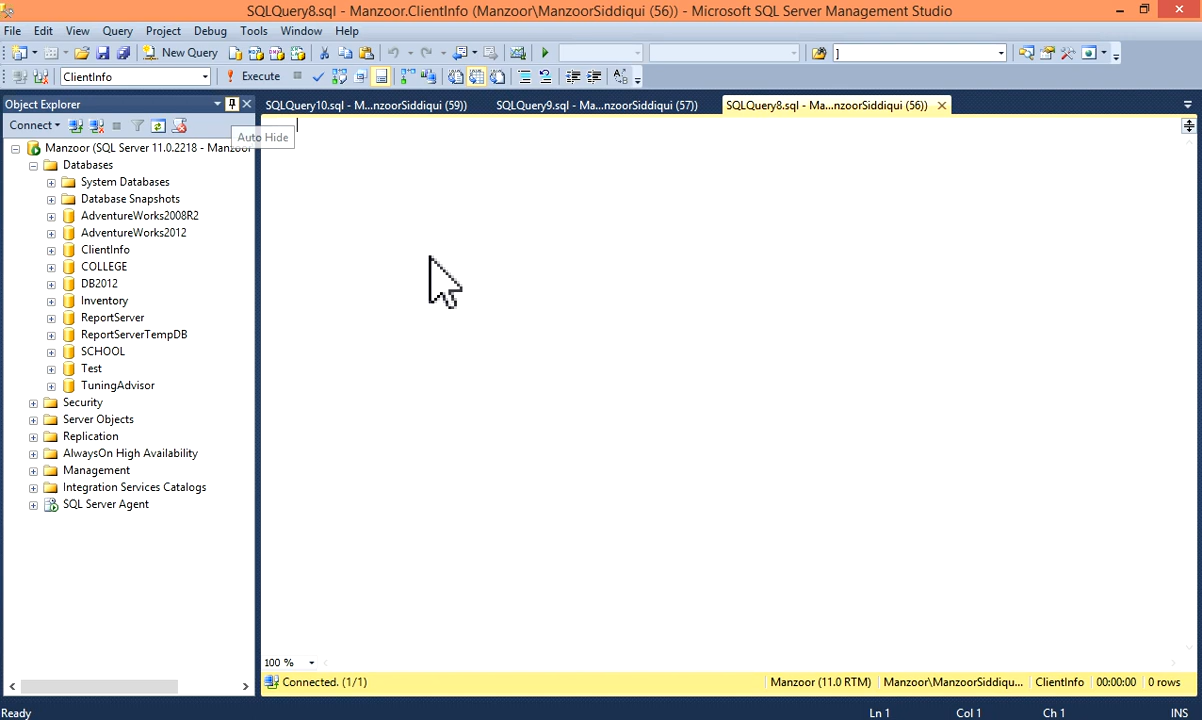 SQLQuery8.sql - Manzoor.ClientInfo (Manzoor\ManzoorSiddiqui (56)) - Microsoft SQL Server Management Studio
File Edit View Query Project Debug Tools Window Help
New Query ]
ClientInfo Execute
Object Explorer
SQLQuery10.sql - M...nzoorSiddiqui (59)) SQLQuery9.sql - Ma...nzoorSiddiqui (57)) SQLQuery8.sql - Ma...nzoorSiddiqui (56))
Connect
Auto Hide
Manzoor (SQL Server 11.0.2218 - Manzoor
Databases
System Databases
Database Snapshots
AdventureWorks2008R2
AdventureWorks2012
ClientInfo
COLLEGE
DB2012
Inventory
ReportServer
ReportServerTempDB
SCHOOL
Test
TuningAdvisor
Security
Server Objects
Replication
AlwaysOn High Availability
Management
Integration Services Catalogs
SQL Server Agent
100 %
Connected. (1/1) Manzoor (11.0 RTM) Manzoor\ManzoorSiddiqu... ClientInfo 00:00:00 0 rows
Ready Ln 1 Col 1 Ch 1 INS